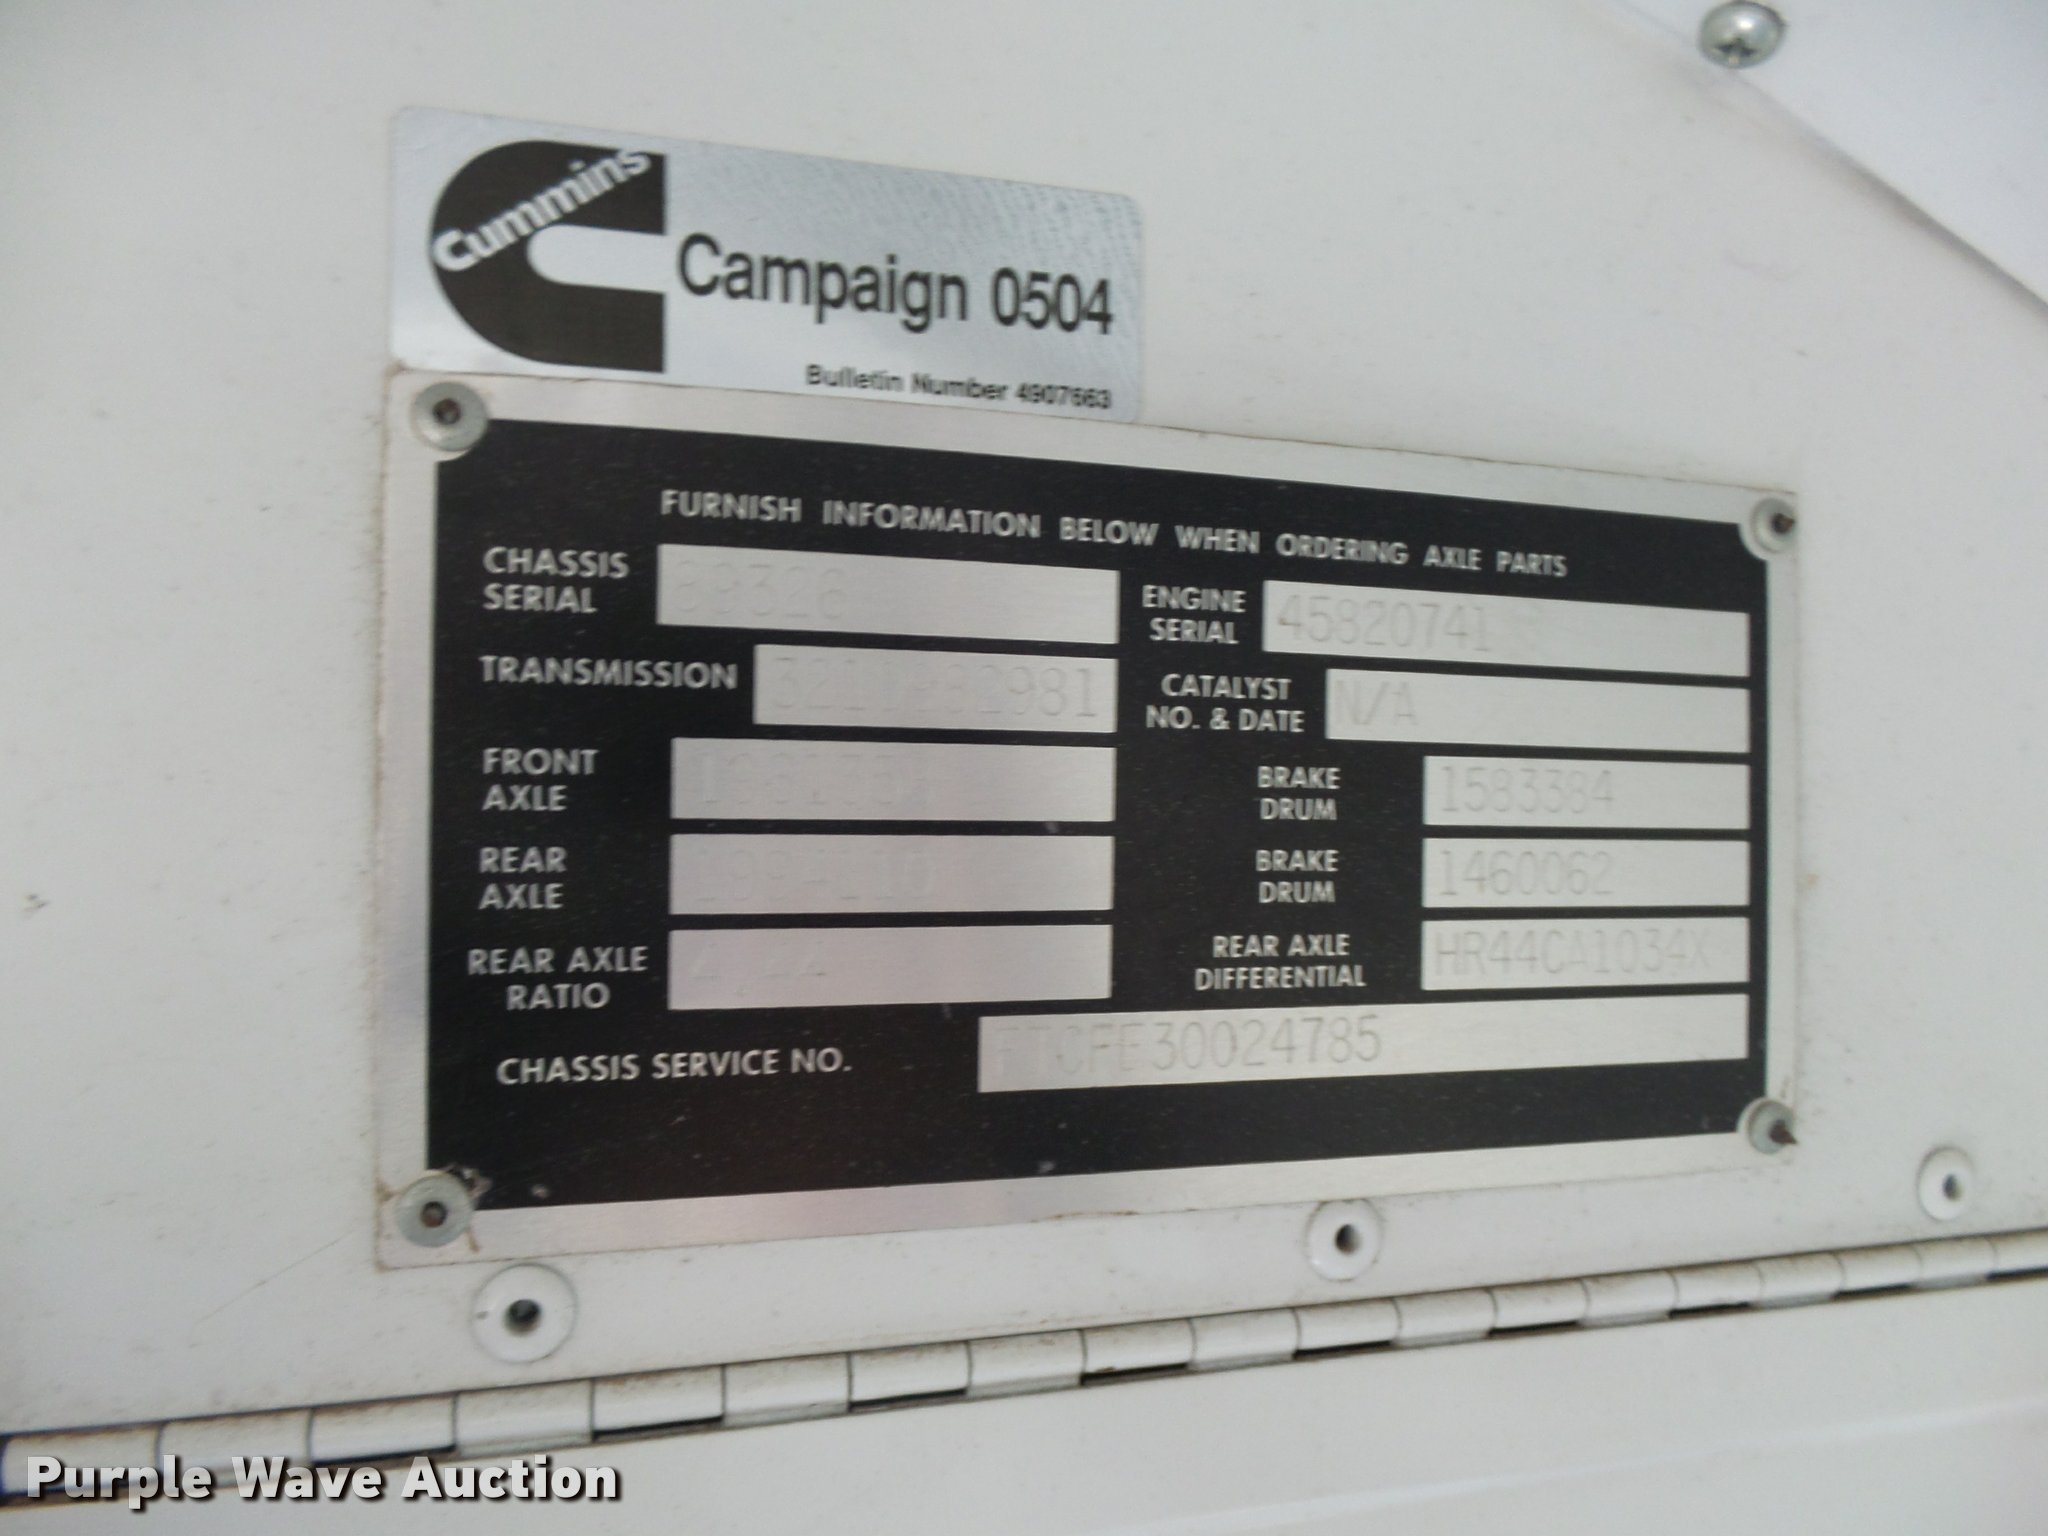 Cummins
Campaign 0504
Bulletin Number 4907663
FURNISH INFORMATION BELOW WHEN ORDERING AXLE PARTS
CHASSIS SERIAL
ENGINE SERIAL 45820741
TRANSMISSION
CATALYST NO. & DATE N/A
FRONT AXLE
BRAKE DRUM 1583384
REAR AXLE
BRAKE DRUM 1460062
REAR AXLE RATIO
REAR AXLE DIFFERENTIAL HR44CA1034X
CHASSIS SERVICE NO.
Purple Wave Auction